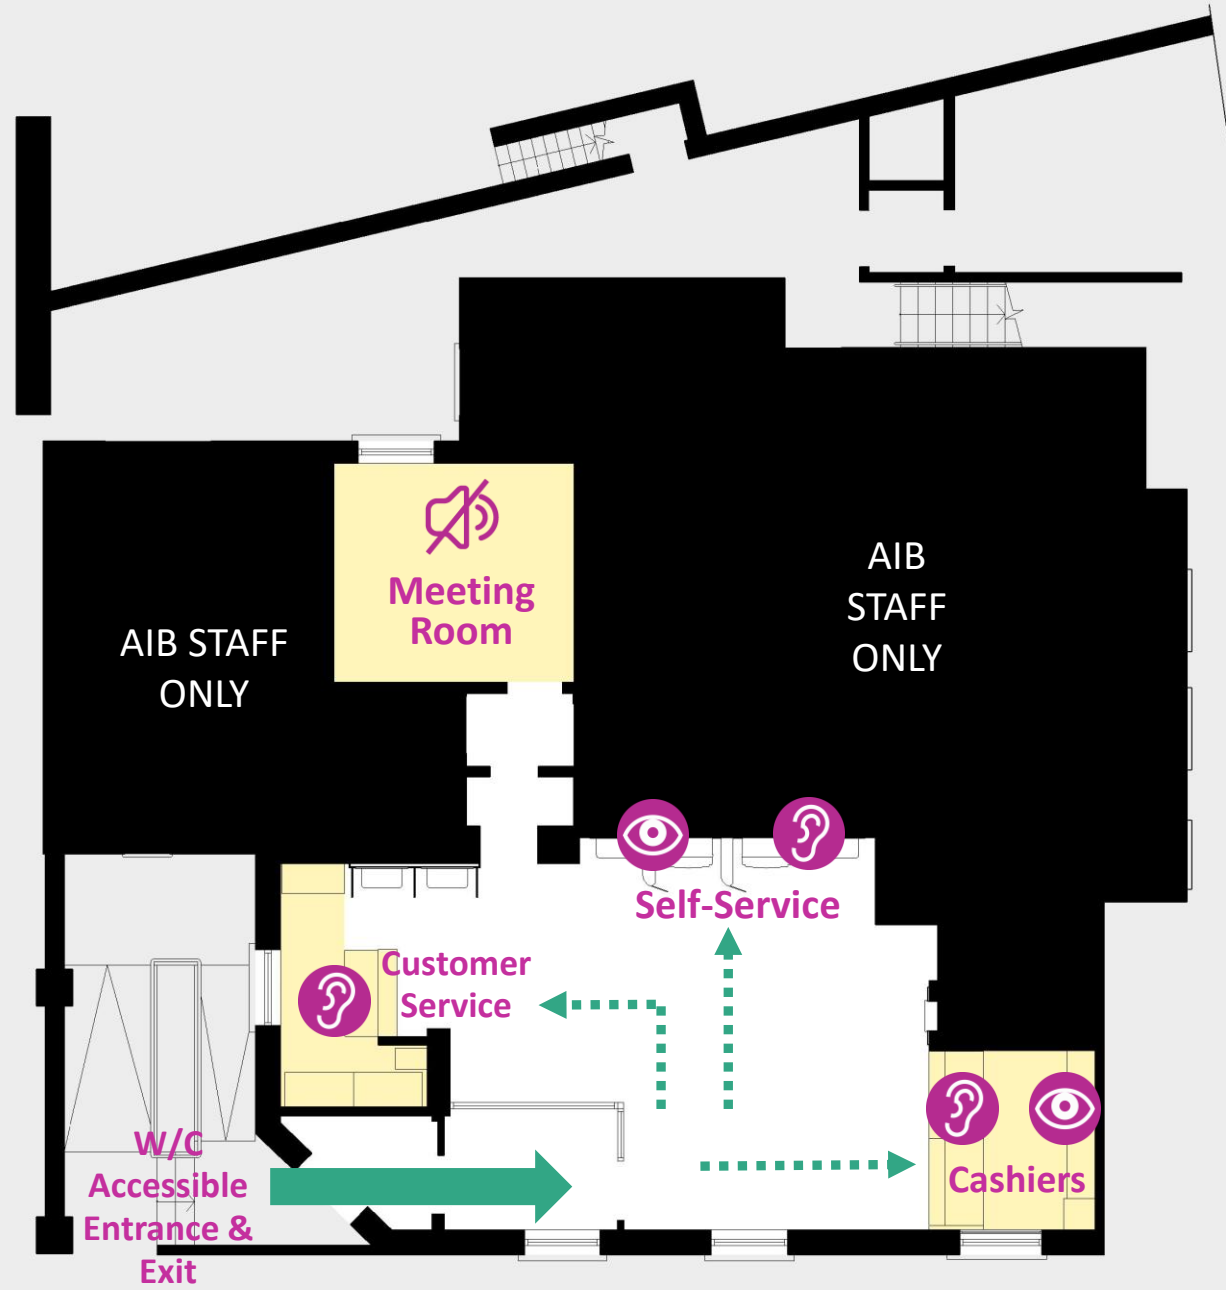 Meeting
Room
AIB STAFF
ONLY
AIB
STAFF
ONLY
Self-Service
Customer
Service
W/C
Accessible
Entrance &
Exit
Cashiers